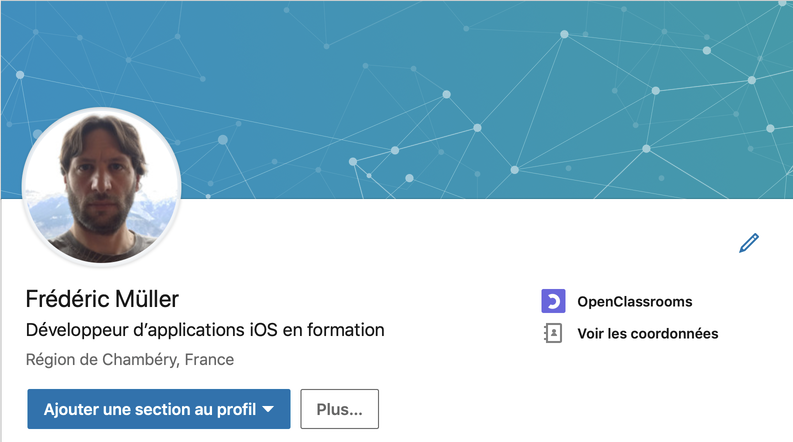 Frédéric Müller
Développeur d’applications iOS en formation
Région de Chambéry, France
Ajouter une section au profil
Plus...
OpenClassrooms
Voir les coordonnées